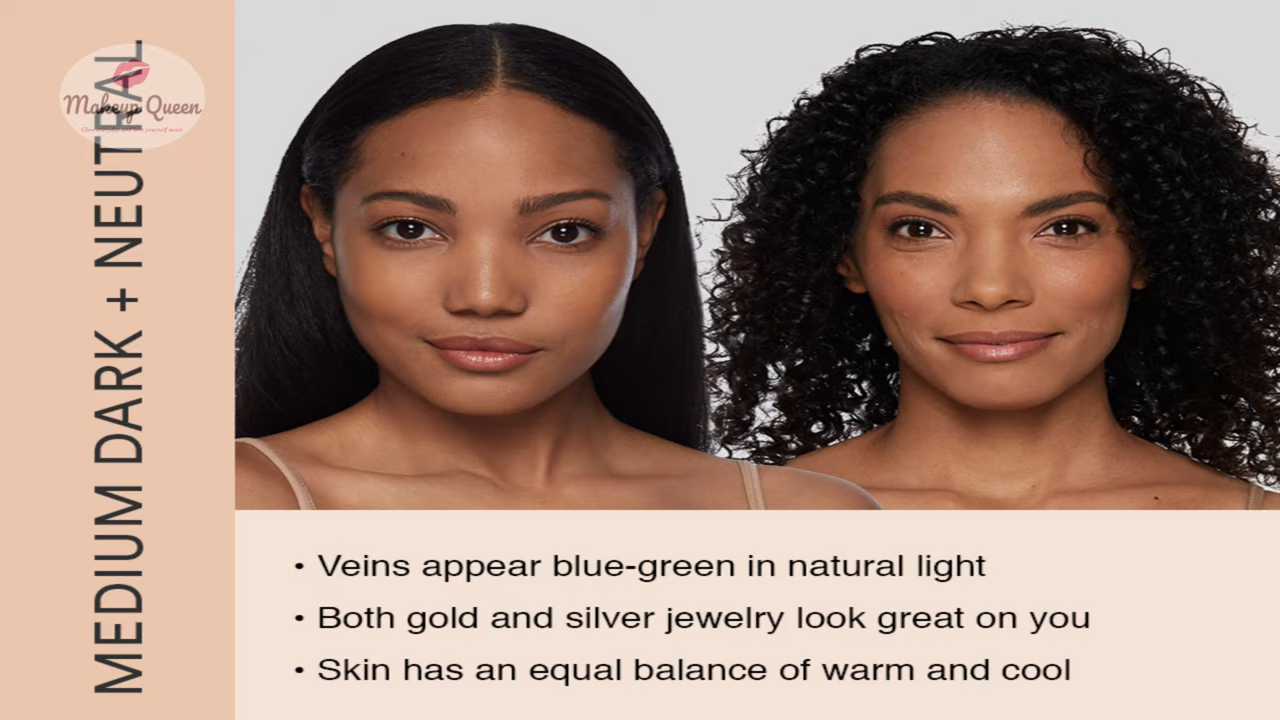 MEDIUM DARK + NEUTRAL
Makeup Queen
• Veins appear blue-green in natural light
• Both gold and silver jewelry look great on you
• Skin has an equal balance of warm and cool